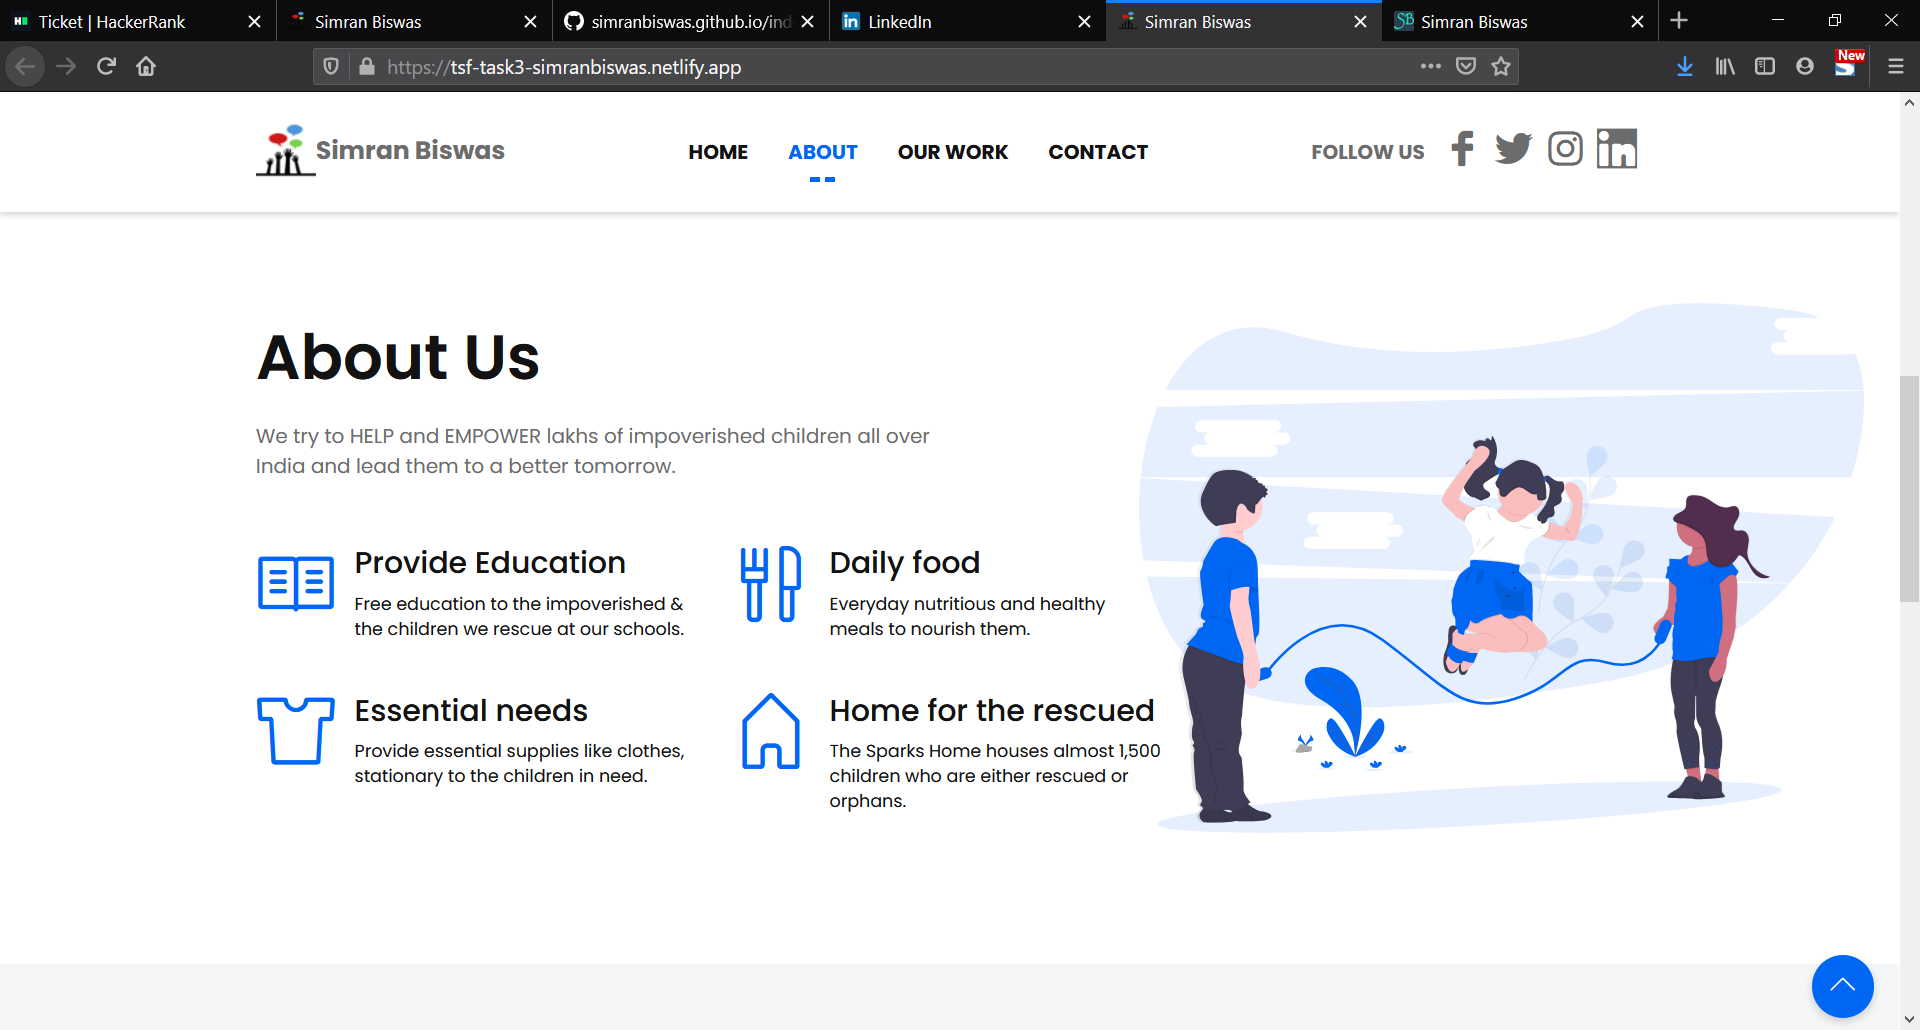 Ticket | HackerRank
Simran Biswas
simranbiswas.github.io/ind
LinkedIn
Simran Biswas
SB
Simran Biswas
https://tsf-task3-simranbiswas.netlify.app
New
Simran Biswas
HOME
ABOUT
OUR WORK
CONTACT
FOLLOW US
About Us
We try to HELP and EMPOWER lakhs of impoverished children all over
India and lead them to a better tomorrow.
Provide Education
Free education to the impoverished &
the children we rescue at our schools.
Daily food
Everyday nutritious and healthy
meals to nourish them.
Essential needs
Provide essential supplies like clothes,
stationary to the children in need.
Home for the rescued
The Sparks Home houses almost 1,500
children who are either rescued or
orphans.